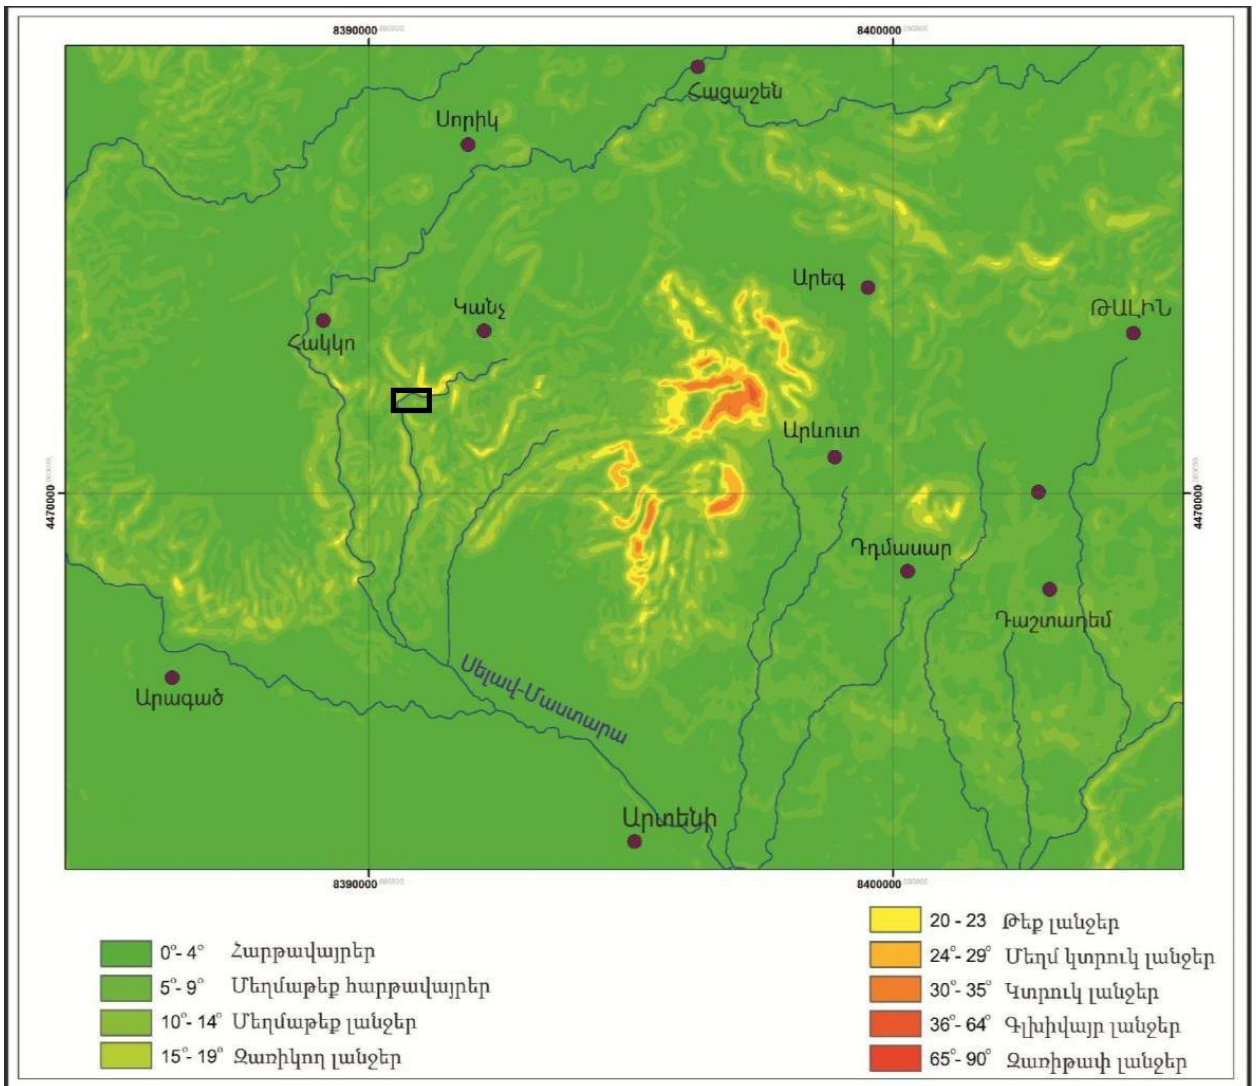 8390000 8400000
Հացաշեն
Սորիկ
Արեգ
Կանչ
ԹԱԼԻՆ
Հակկո
Արևուտ
4470000 4470000
Դդմասար
Դաշտադեմ
Սելավ-Մաստարա
Արագած
Արտենի
8390000 8400000
0°- 4° Հարթավայրեր
5°- 9° Մեղմաթեք հարթավայրեր
10°- 14° Մեղմաթեք լանջեր
15°- 19° Զառիկող լանջեր
20 - 23 Թեք լանջեր
24°- 29° Մեղմ կտրուկ լանջեր
30°- 35° Կտրուկ լանջեր
36°- 64° Գլխիվայր լանջեր
65°- 90° Զառիթափ լանջեր